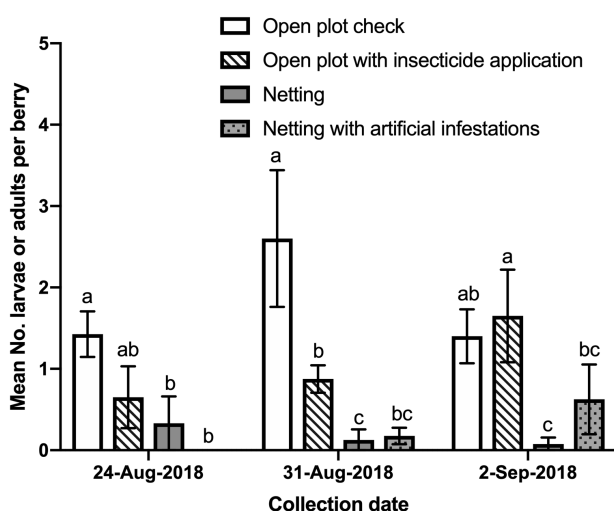 Open plot check
Open plot with insecticide application
Netting
Netting with artificial infestations
Mean No. larvae or adults per berry
5
4
3
2
1
0
a
ab
b
b
a
b
c
bc
ab
a
c
bc
24-Aug-2018
31-Aug-2018
2-Sep-2018
Collection date